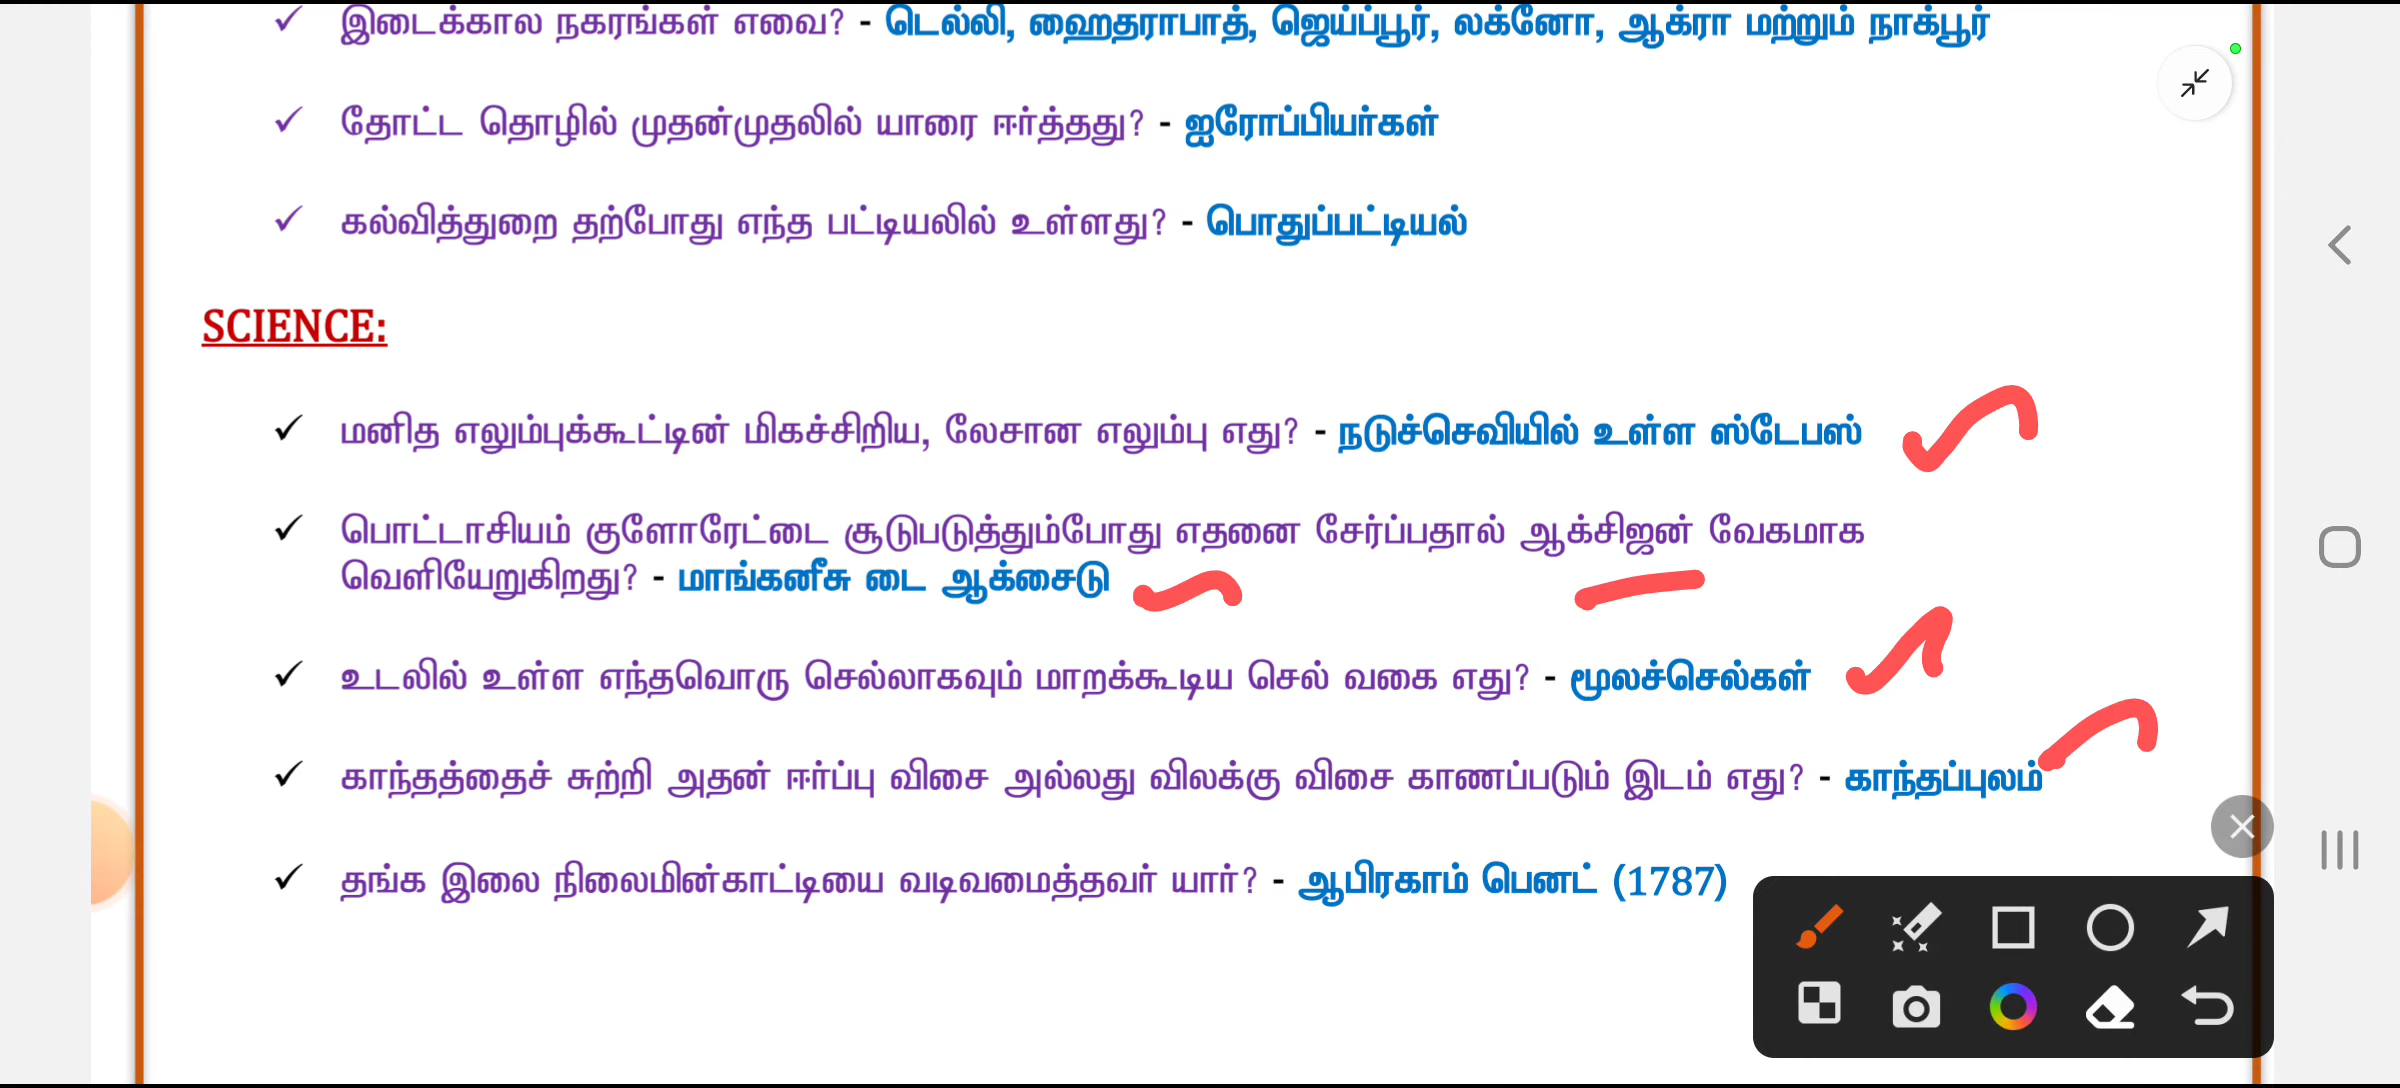 ✓ இடைக்கால நகரங்கள் எவை? - டெல்லி, ஹைதராபாத், ஜெய்ப்பூர், லக்னோ, ஆக்ரா மற்றும் நாக்பூர்
✓ தோட்ட தொழில் முதன்முதலில் யாரை ஈர்த்தது? - ஐரோப்பியர்கள்
✓ கல்வித்துறை தற்போது எந்த பட்டியலில் உள்ளது? - பொதுப்பட்டியல்
SCIENCE:
✓ மனித எலும்புக்கூட்டின் மிகச்சிறிய, லேசான எலும்பு எது? - நடுச்செவியில் உள்ள ஸ்டேபஸ்
✓ பொட்டாசியம் குளோரேட்டை சூடுபடுத்தும்போது எதனை சேர்ப்பதால் ஆக்சிஜன் வேகமாக
வெளியேறுகிறது? - மாங்கனீசு டை ஆக்சைடு
✓ உடலில் உள்ள எந்தவொரு செல்லாகவும் மாறக்கூடிய செல் வகை எது? - மூலச்செல்கள்
✓ காந்தத்தைச் சுற்றி அதன் ஈர்ப்பு விசை அல்லது விலக்கு விசை காணப்படும் இடம் எது? - காந்தப்புலம்
✓ தங்க இலை நிலைமின்காட்டியை வடிவமைத்தவர் யார்? - ஆபிரகாம் பெனட் (1787)